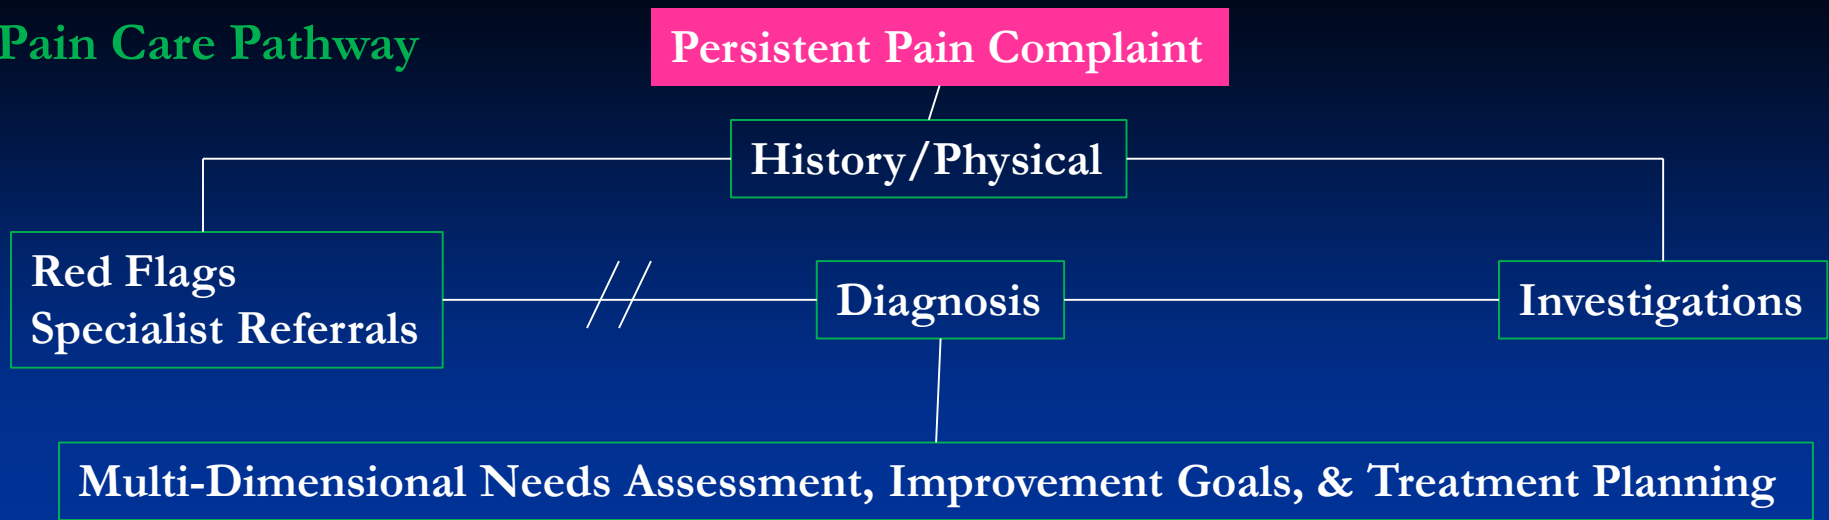 Pain Care Pathway
Persistent Pain Complaint
History/Physical
Red Flags
Specialist Referrals
Diagnosis
Investigations
Multi-Dimensional Needs Assessment, Improvement Goals, & Treatment Planning